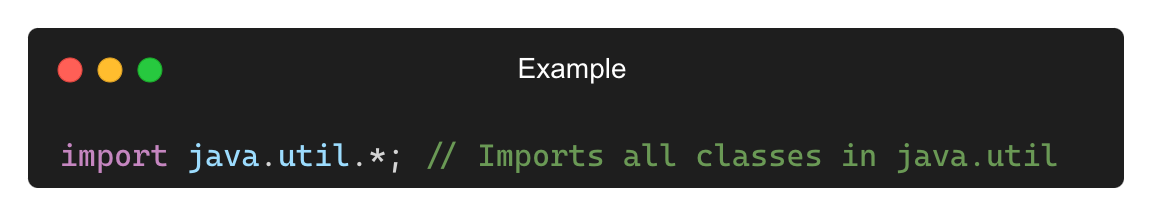 Example
import java.util.*; // Imports all classes in java.util